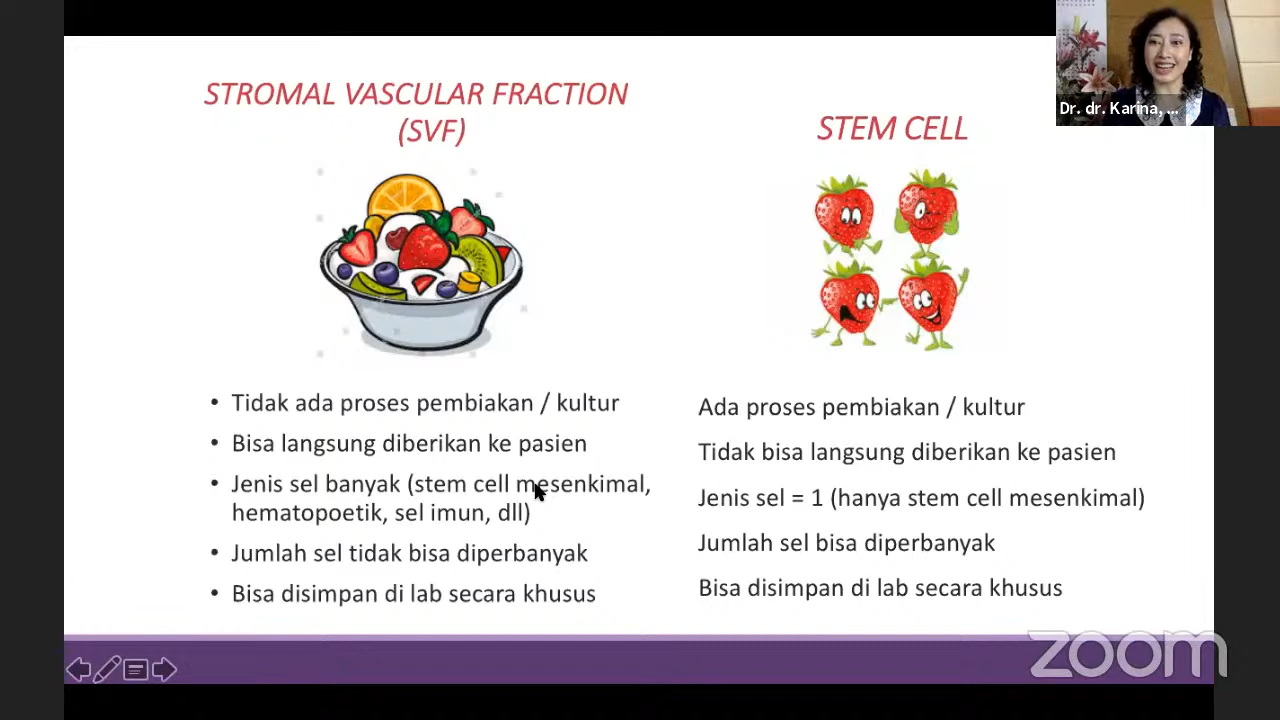 STROMAL VASCULAR FRACTION
(SVF)
• Tidak ada proses pembiakan / kultur
• Bisa langsung diberikan ke pasien
• Jenis sel banyak (stem cell mesenkimal,
hematopoetik, sel imun, dll)
• Jumlah sel tidak bisa diperbanyak
• Bisa disimpan di lab secara khusus
STEM CELL
Ada proses pembiakan / kultur
Tidak bisa langsung diberikan ke pasien
Jenis sel = 1 (hanya stem cell mesenkimal)
Jumlah sel bisa diperbanyak
Bisa disimpan di lab secara khusus
Dr. dr. Karina, ...
zoom